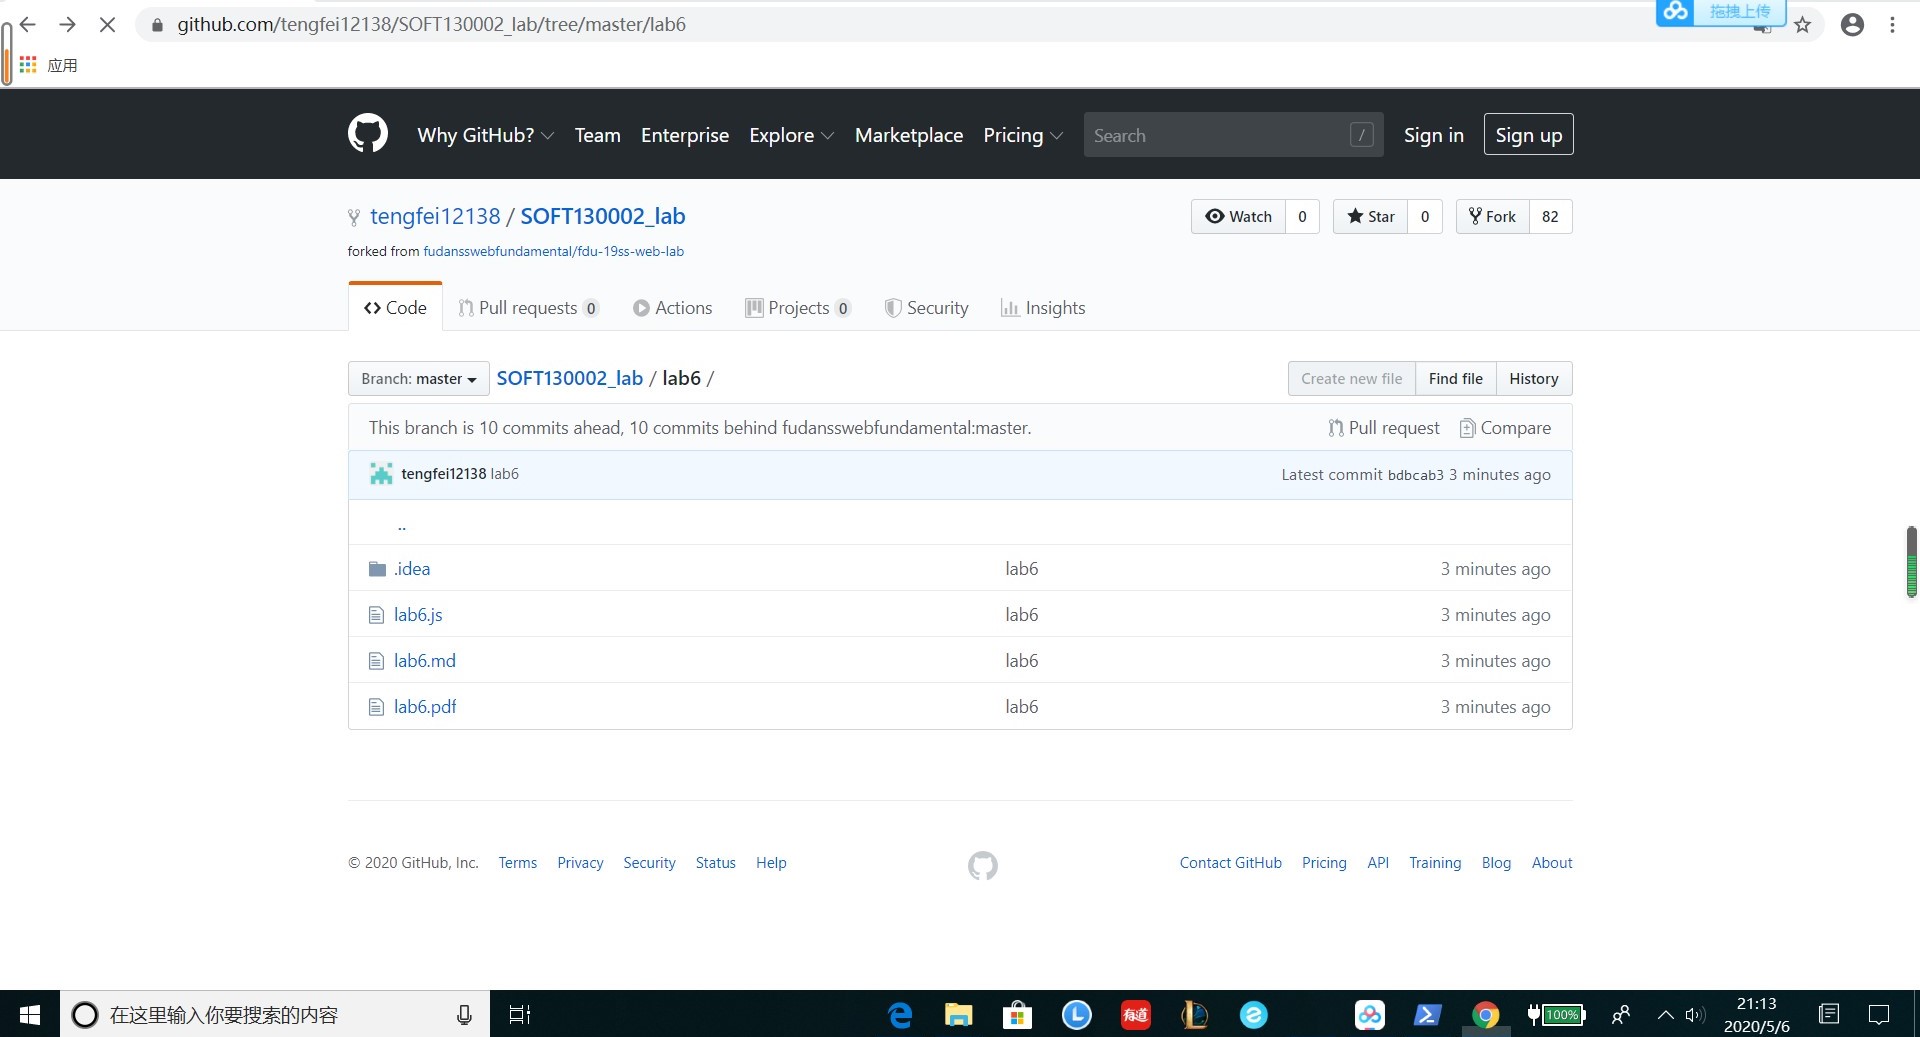 github.com/tengfei12138/SOFT130002_lab/tree/master/lab6
拖拽上传
应用
Why GitHub? Team Enterprise Explore Marketplace Pricing Search / Sign in Sign up
tengfei12138 / SOFT130002_lab
Watch 0 Star 0 Fork 82
forked from fudansswebfundamental/fdu-19ss-web-lab
Code Pull requests 0 Actions Projects 0 Security Insights
Branch: master SOFT130002_lab / lab6 / Create new file Find file History
This branch is 10 commits ahead, 10 commits behind fudansswebfundamental:master. Pull request Compare
tengfei12138 lab6 Latest commit bdbcab3 3 minutes ago
..
.idea lab6 3 minutes ago
lab6.js lab6 3 minutes ago
lab6.md lab6 3 minutes ago
lab6.pdf lab6 3 minutes ago
© 2020 GitHub, Inc. Terms Privacy Security Status Help Contact GitHub Pricing API Training Blog About
在这里输入你要搜索的内容
有道
100%
21:13
2020/5/6